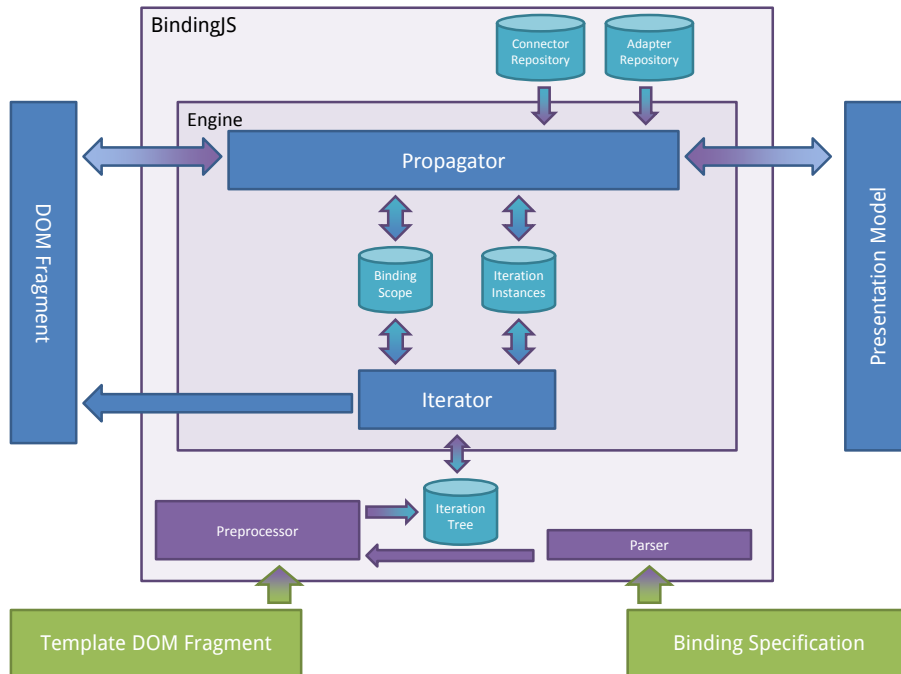 BindingJS
Connector
Repository
Adapter
Repository
Engine
Propagator
DOM Fragment
Presentation Model
Binding
Scope
Iteration
Instances
Iterator
Iteration
Tree
Preprocessor
Parser
Template DOM Fragment
Binding Specification